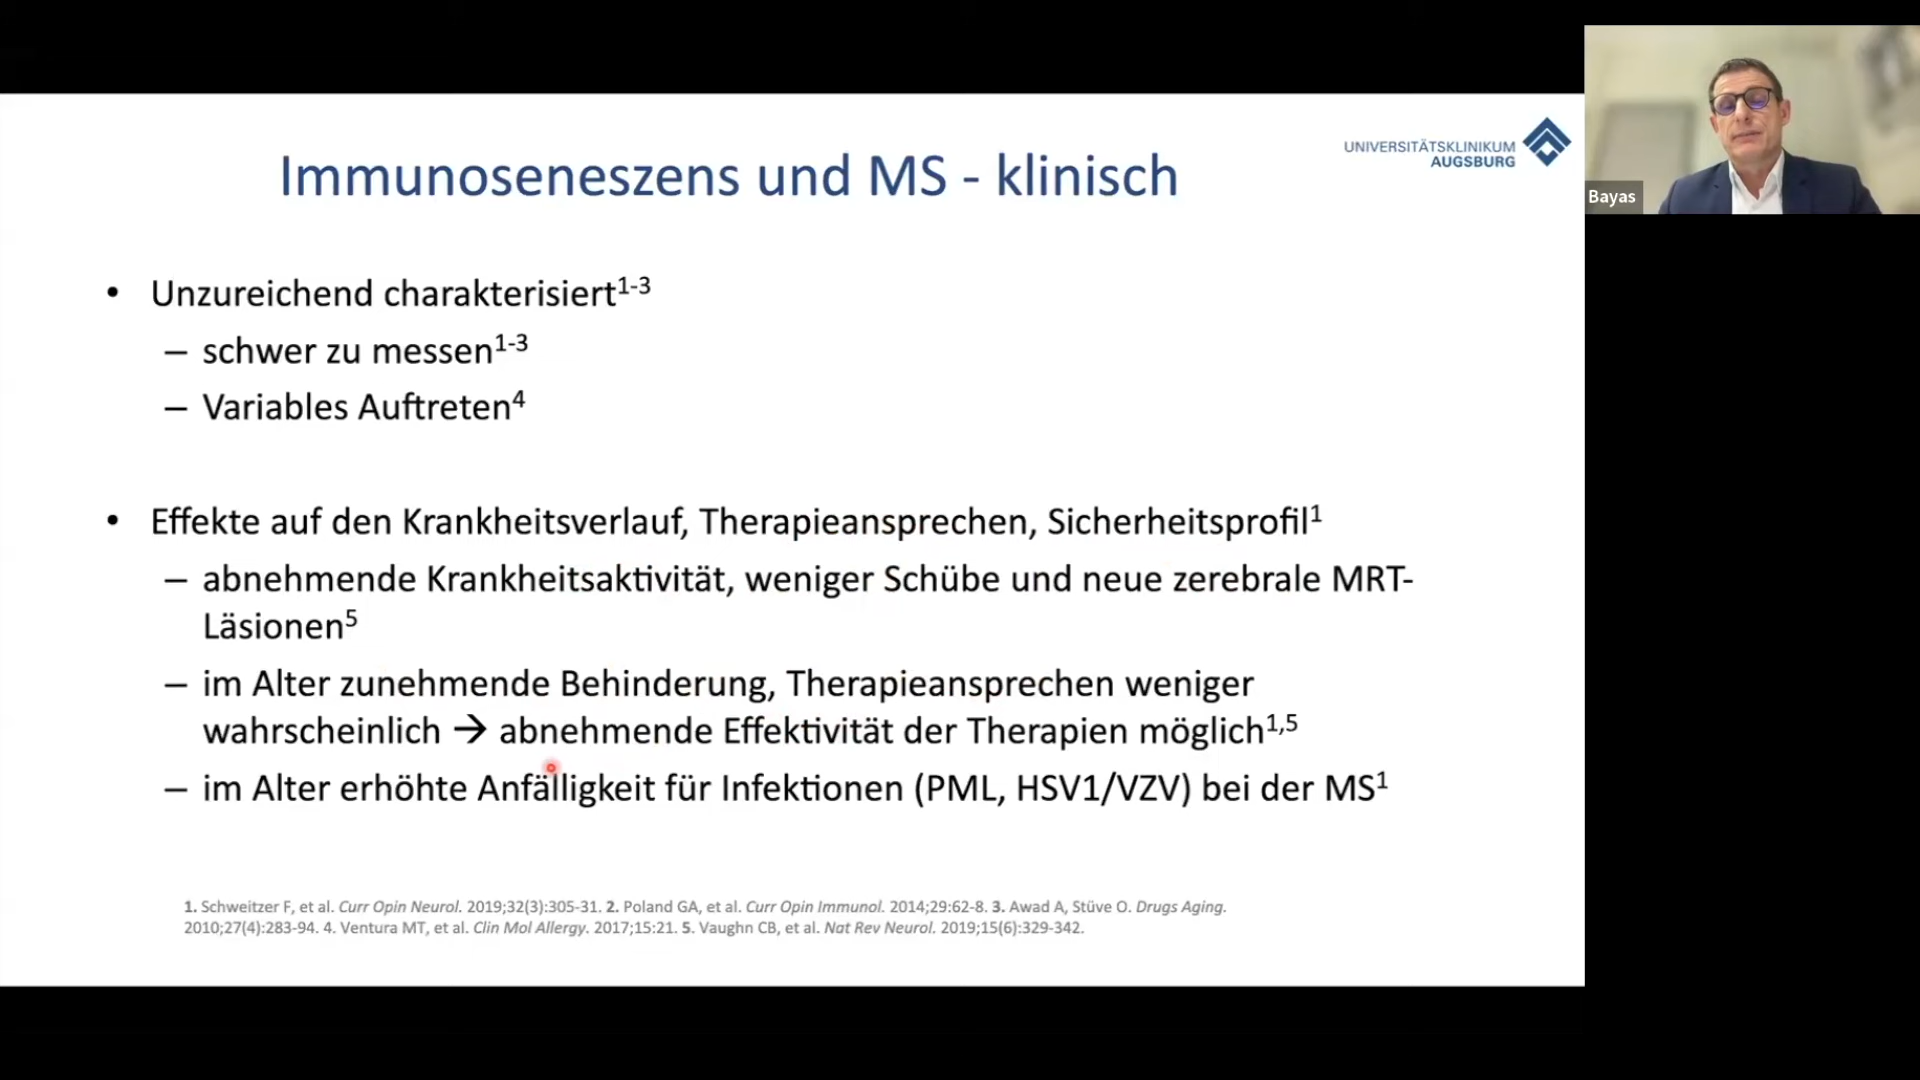 UNIVERSITÄTSKLINIKUM
AUGSBURG
Bayas
Immunoseneszens und MS - klinisch
• Unzureichend charakterisiert1-3
– schwer zu messen1-3
– Variables Auftreten4
• Effekte auf den Krankheitsverlauf, Therapieansprechen, Sicherheitsprofil1
– abnehmende Krankheitsaktivität, weniger Schübe und neue zerebrale MRT-
Läsionen5
– im Alter zunehmende Behinderung, Therapieansprechen weniger
wahrscheinlich → abnehmende Effektivität der Therapien möglich1,5
– im Alter erhöhte Anfälligkeit für Infektionen (PML, HSV1/VZV) bei der MS1
1. Schweitzer F, et al. Curr Opin Neurol. 2019;32(3):305-31. 2. Poland GA, et al. Curr Opin Immunol. 2014;29:62-8. 3. Awad A, Stüve O. Drugs Aging.
2010;27(4):283-94. 4. Ventura MT, et al. Clin Mol Allergy. 2017;15:21. 5. Vaughn CB, et al. Nat Rev Neurol. 2019;15(6):329-342.